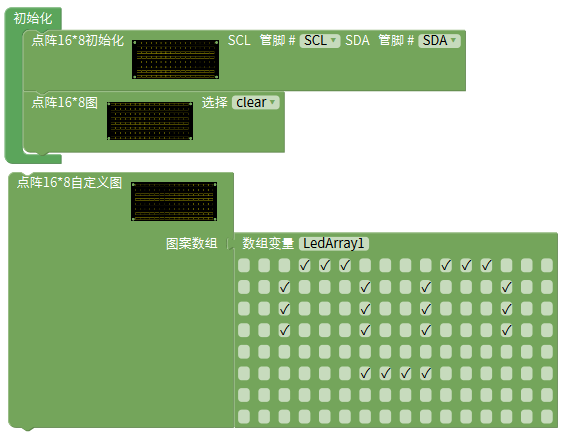 初始化
点阵16*8初始化 SCL 管脚 # SCL SDA 管脚 # SDA
点阵16*8图 选择 clear
点阵16*8自定义图
图案数组 数组变量 LedArray1